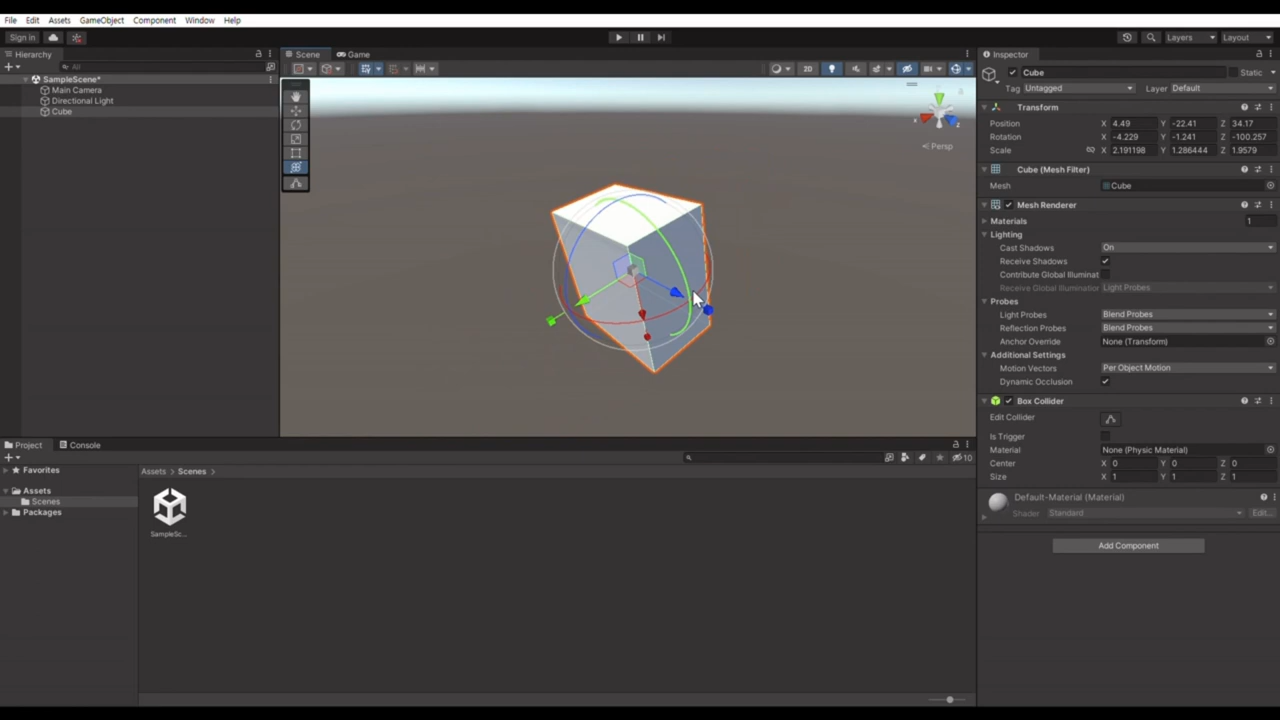 File Edit Assets GameObject Component Window Help
Sign in
Layers Layout
Hierarchy
All
SampleScene*
Main Camera
Directional Light
Cube
Scene Game
2D
x
z
Persp
Inspector
Cube Static
Tag Untagged Layer Default
Transform
Position X 4.49 Y -22.41 Z 34.17
Rotation X -4.229 Y -1.241 Z -100.257
Scale X 2.191198 Y 1.286444 Z 1.9579
Cube (Mesh Filter)
Mesh Cube
Mesh Renderer
Materials 1
Lighting
Cast Shadows On
Receive Shadows
Contribute Global Illuminat
Receive Global Illumination Light Probes
Probes
Light Probes Blend Probes
Reflection Probes Blend Probes
Anchor Override None (Transform)
Additional Settings
Motion Vectors Per Object Motion
Dynamic Occlusion
Box Collider
Edit Collider
Is Trigger
Material None (Physic Material)
Center X 0 Y 0 Z 0
Size X 1 Y 1 Z 1
Default-Material (Material)
Shader Standard Edit...
Add Component
Project Console
10
Favorites
Assets
Scenes
Packages
Assets > Scenes >
SampleSc...